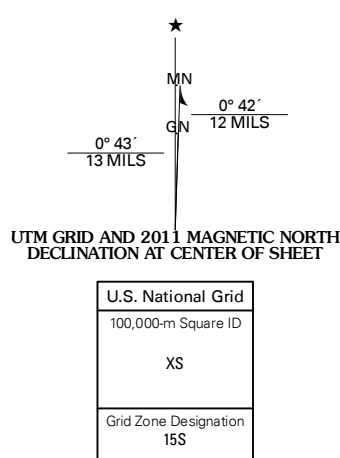 ★
MN
0° 42´
12 MILS
GN
0° 43´
13 MILS
UTM GRID AND 2011 MAGNETIC NORTH
DECLINATION AT CENTER OF SHEET
U.S. National Grid
100,000-m Square ID
XS
Grid Zone Designation
15S